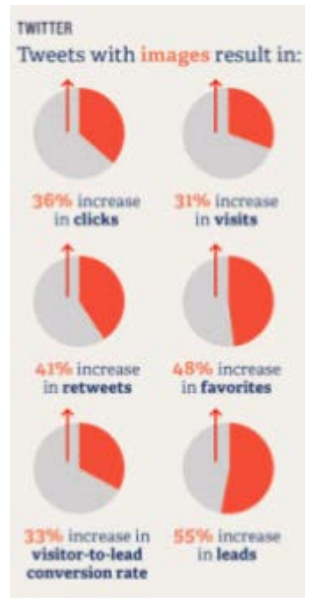 TWITTER
Tweets with images result in:
36% increase
in clicks
31% increase
in visits
41% increase
in retweets
48% increase
in favorites
33% increase in
visitor-to-lead
conversion rate
55% increase
in leads